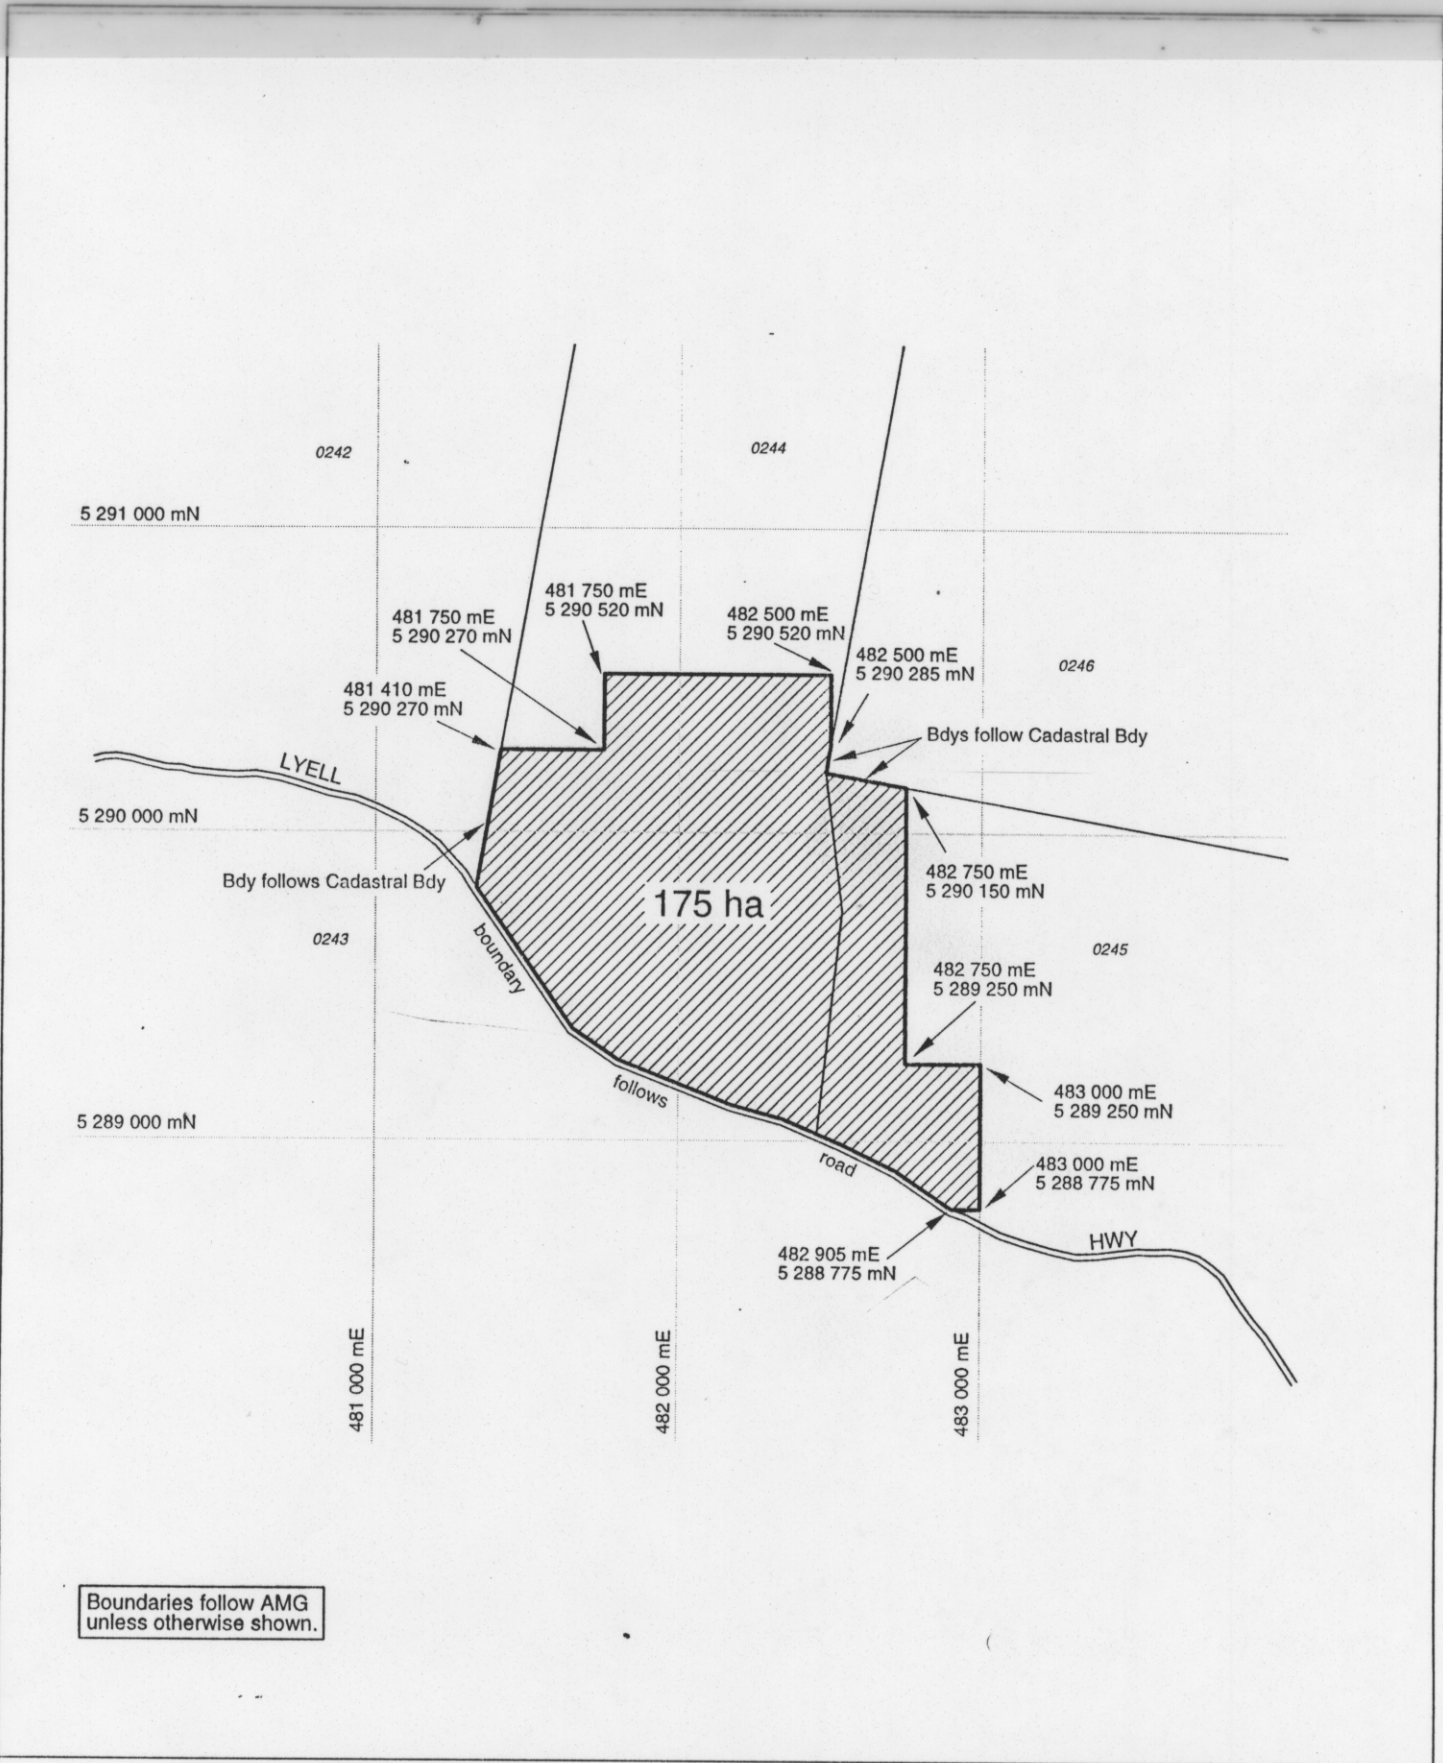 0242
0244
5 291 000 mN
481 750 mE
5 290 520 mN
481 750 mE
5 290 270 mN
482 500 mE
5 290 520 mN
482 500 mE
5 290 285 mN
0246
481 410 mE
5 290 270 mN
Bdys follow Cadastral Bdy
LYELL
5 290 000 mN
482 750 mE
5 290 150 mN
Bdy follows Cadastral Bdy
175 ha
0243
boundary
0245
482 750 mE
5 289 250 mN
follows
483 000 mE
5 289 250 mN
5 289 000 mN
road
483 000 mE
5 288 775 mN
HWY
482 905 mE
5 288 775 mN
481 000 mE
482 000 mE
483 000 mE
Boundaries follow AMG
unless otherwise shown.